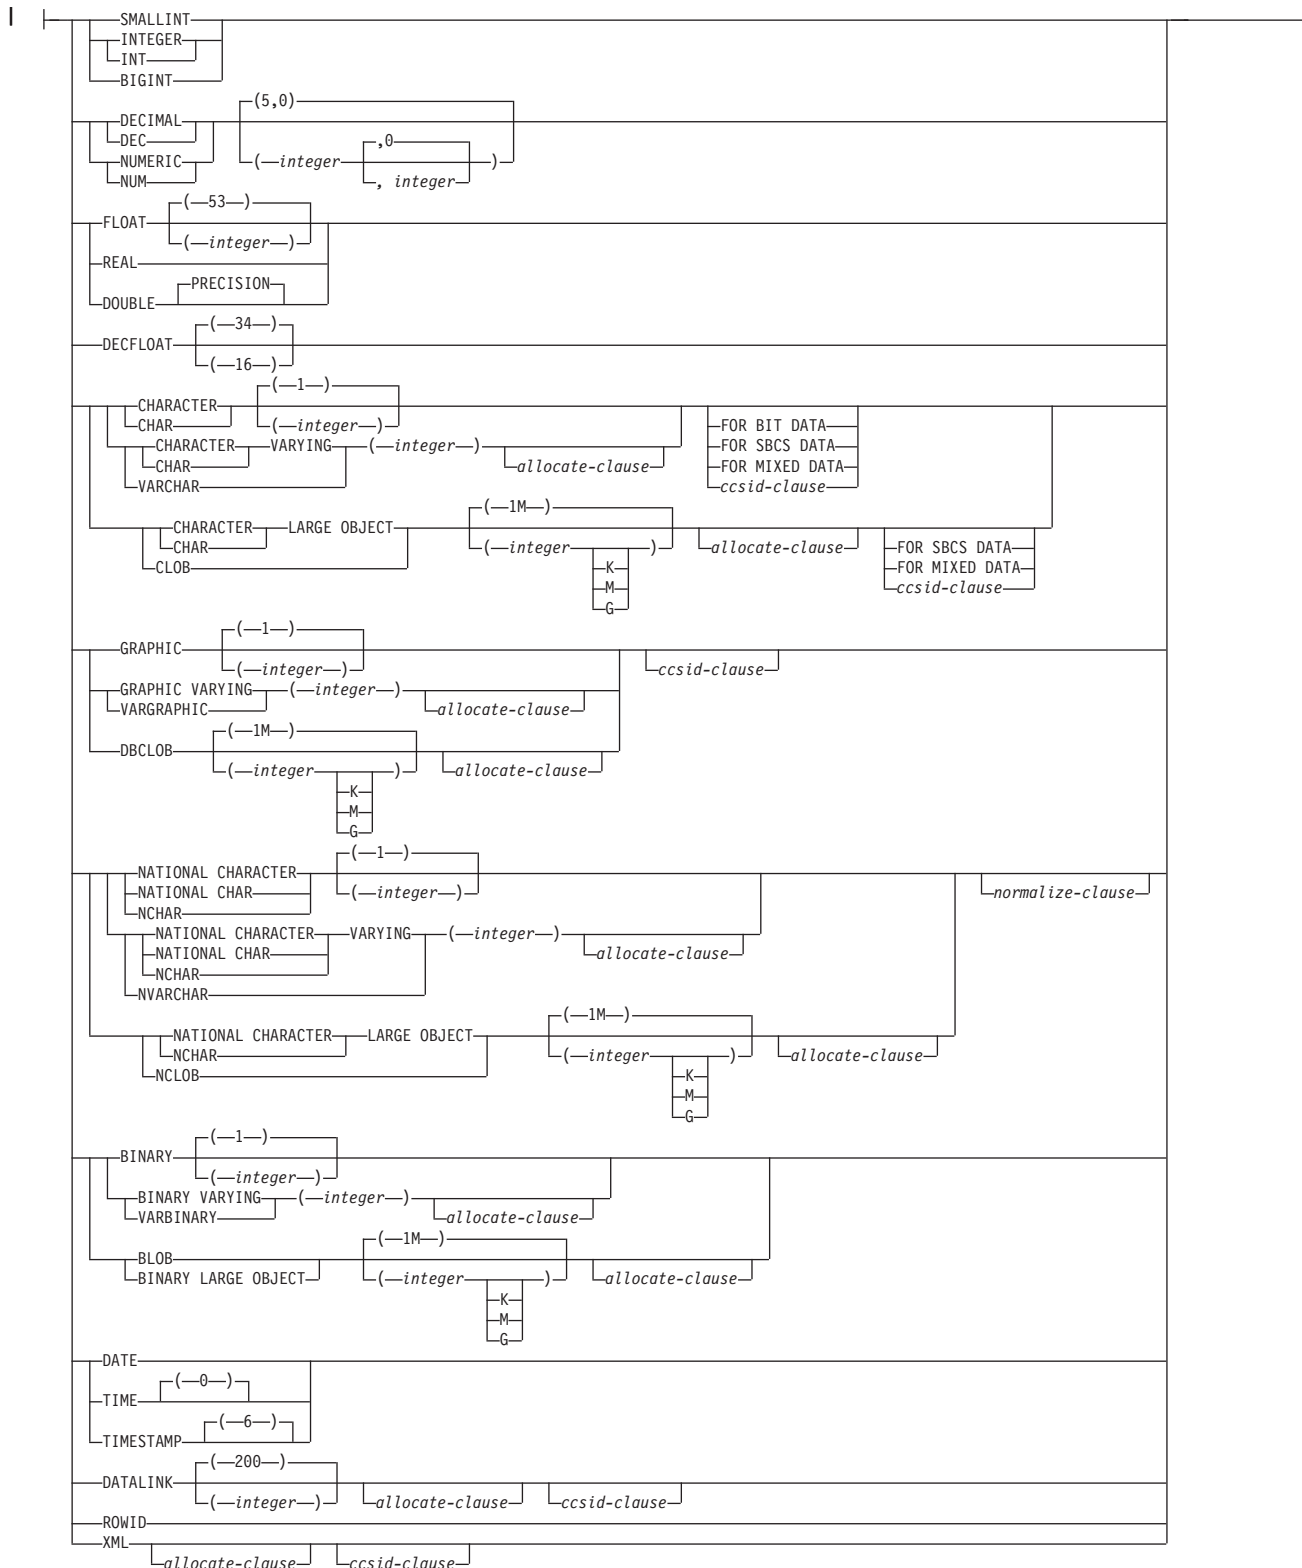 SMALLINT
INTEGER
INT
BIGINT
(5,0)
DECIMAL
DEC ,0
NUMERIC ( integer )
NUM , integer
( 53 )
FLOAT
( integer )
REAL
PRECISION
DOUBLE
( 34 )
DECFLOAT
( 16 )
( 1 )
CHARACTER
CHAR ( integer ) FOR BIT DATA
CHARACTER VARYING ( integer ) FOR SBCS DATA
CHAR allocate-clause FOR MIXED DATA
VARCHAR ccsid-clause
( 1M )
CHARACTER LARGE OBJECT
CHAR ( integer ) allocate-clause FOR SBCS DATA
CLOB K FOR MIXED DATA
M ccsid-clause
G
( 1 )
GRAPHIC
( integer ) ccsid-clause
GRAPHIC VARYING ( integer )
VARGRAPHIC allocate-clause
( 1M )
DBCLOB
( integer ) allocate-clause
K
M
G
( 1 )
NATIONAL CHARACTER
NATIONAL CHAR ( integer ) normalize-clause
NCHAR
NATIONAL CHARACTER VARYING ( integer )
NATIONAL CHAR allocate-clause
NCHAR
NVARCHAR
( 1M )
NATIONAL CHARACTER LARGE OBJECT
NCHAR ( integer ) allocate-clause
NCLOB K
M
G
( 1 )
BINARY
( integer )
BINARY VARYING ( integer )
VARBINARY allocate-clause
( 1M )
BLOB
BINARY LARGE OBJECT ( integer ) allocate-clause
K
M
G
DATE
( 0 )
TIME
( 6 )
TIMESTAMP
( 200 )
DATALINK
( integer ) allocate-clause ccsid-clause
ROWID
XML
allocate-clause ccsid-clause